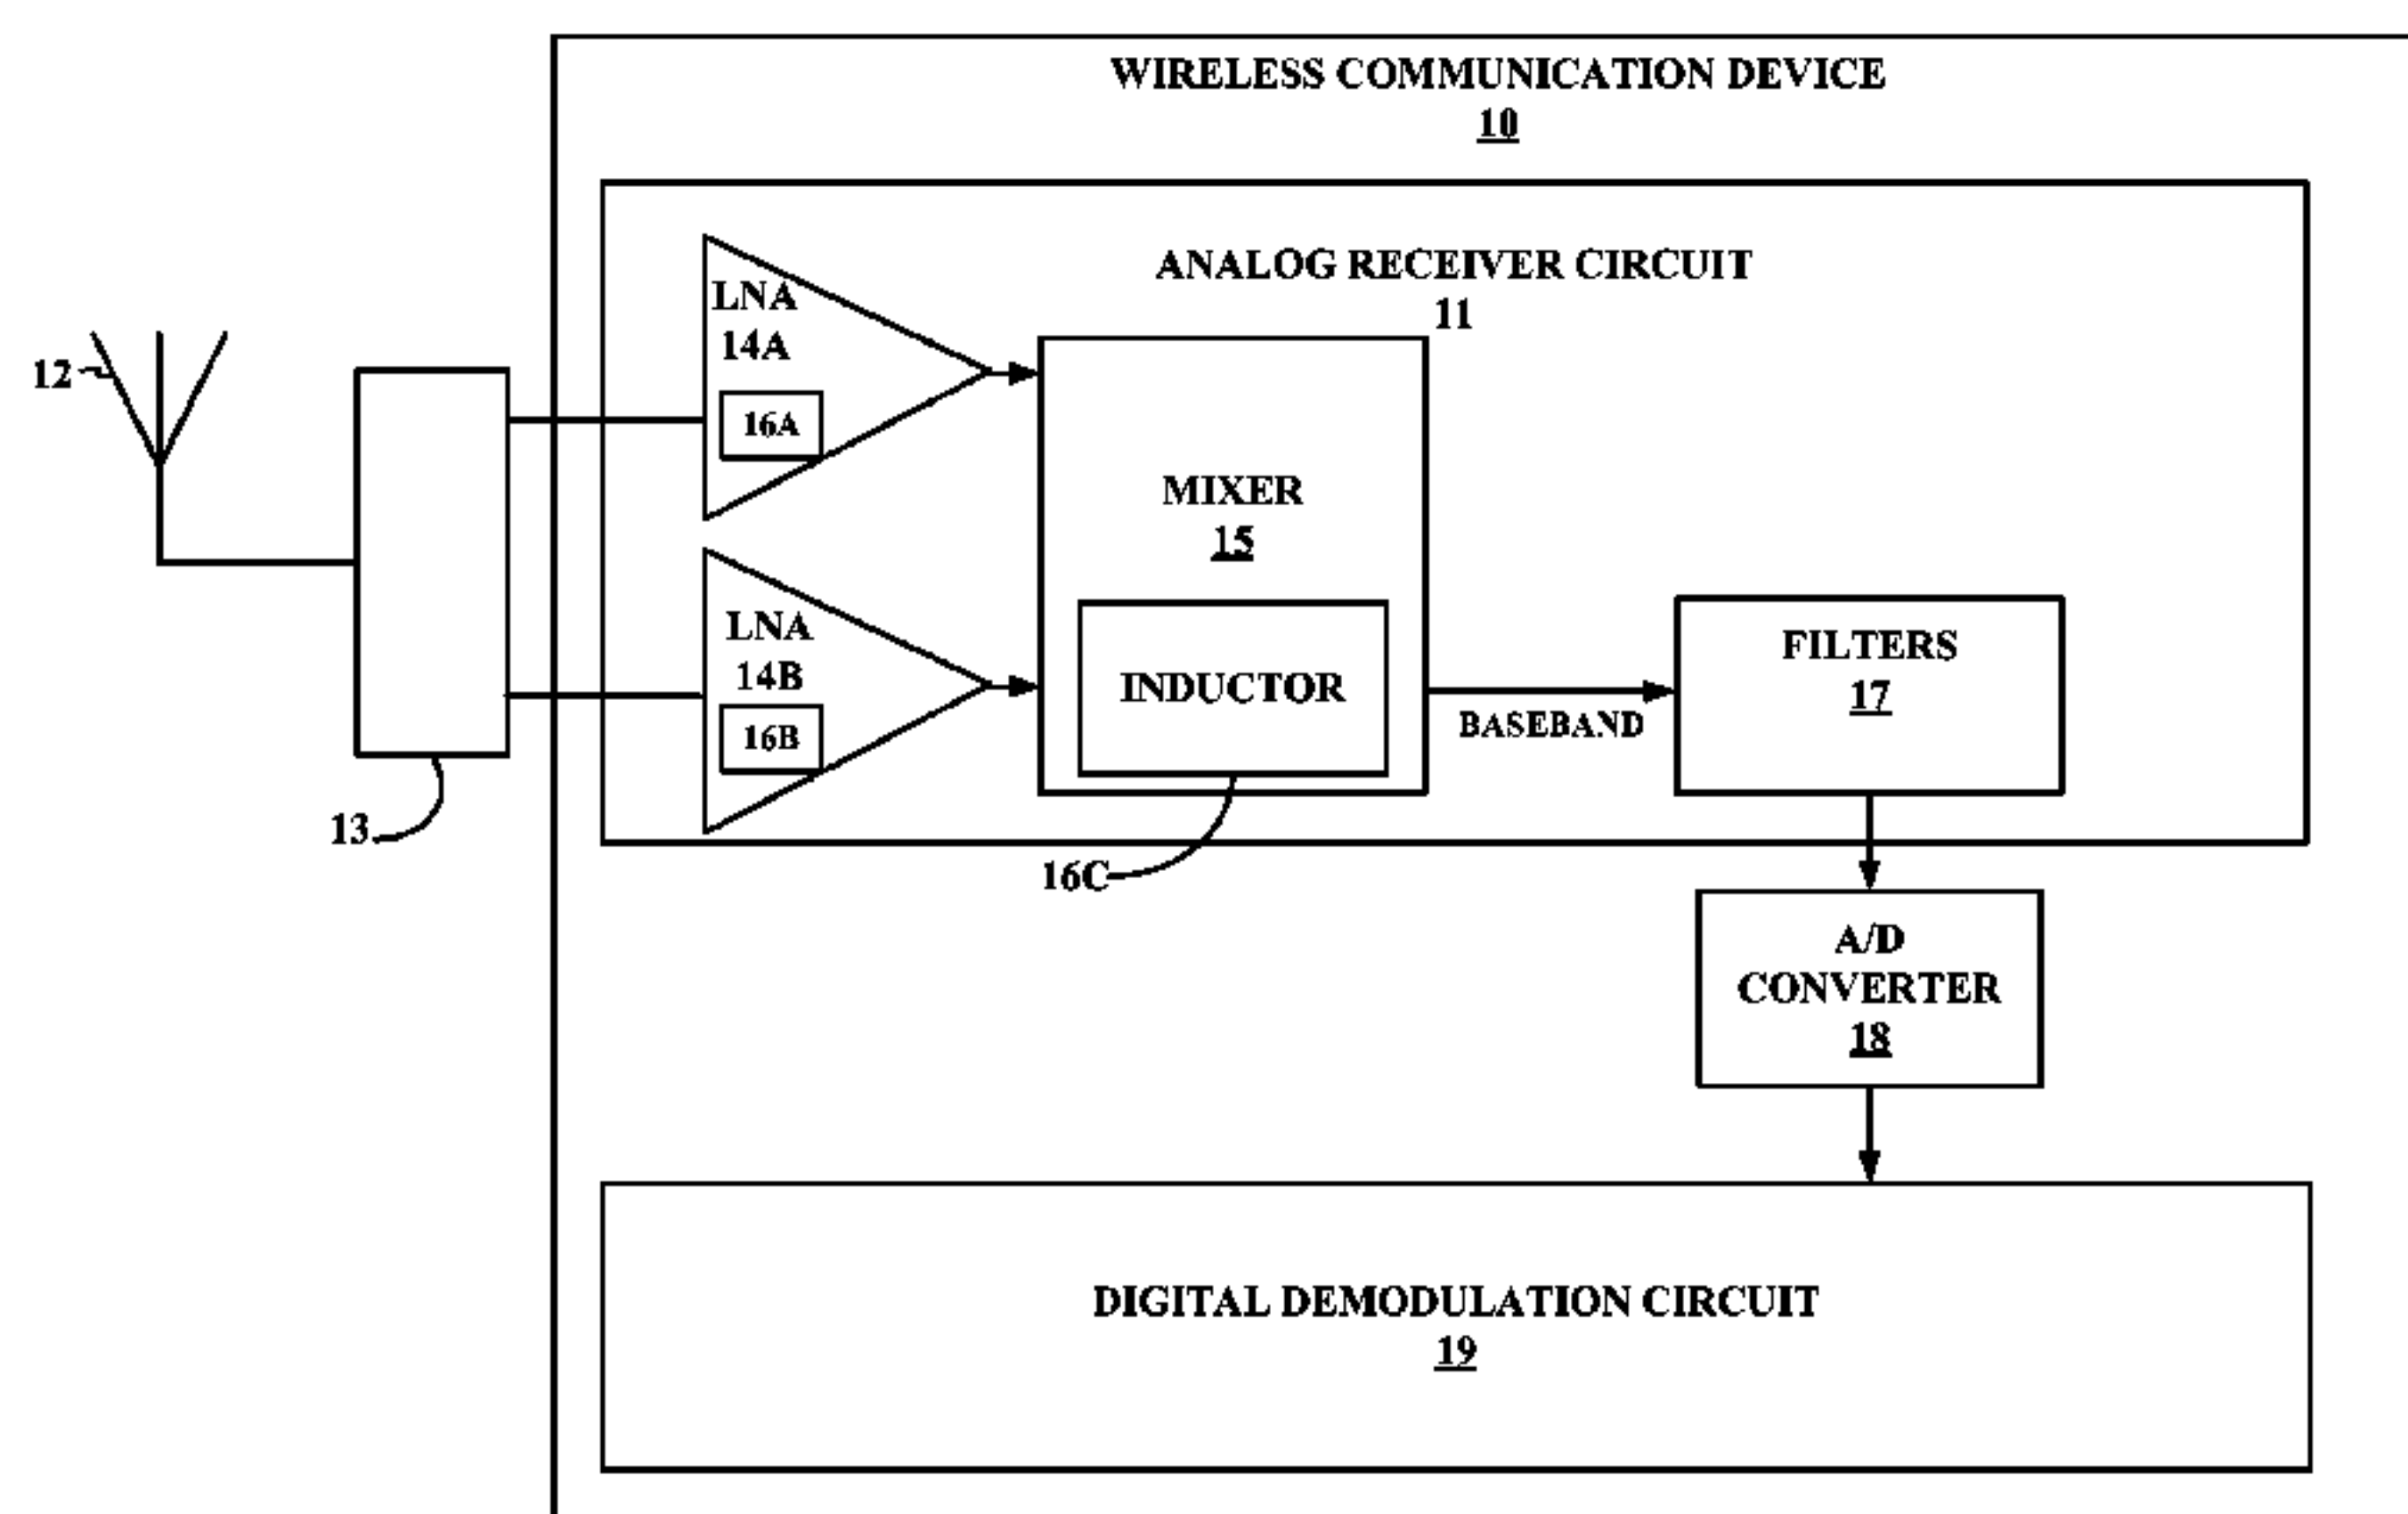 WIRELESS COMMUNICATION DEVICE
10
ANALOG RECEIVER CIRCUIT
11
12
13
LNA
14A
16A
LNA
14B
16B
MIXER
15
INDUCTOR
16C
BASEBAND
FILTERS
17
A/D
CONVERTER
18
DIGITAL DEMODULATION CIRCUIT
19